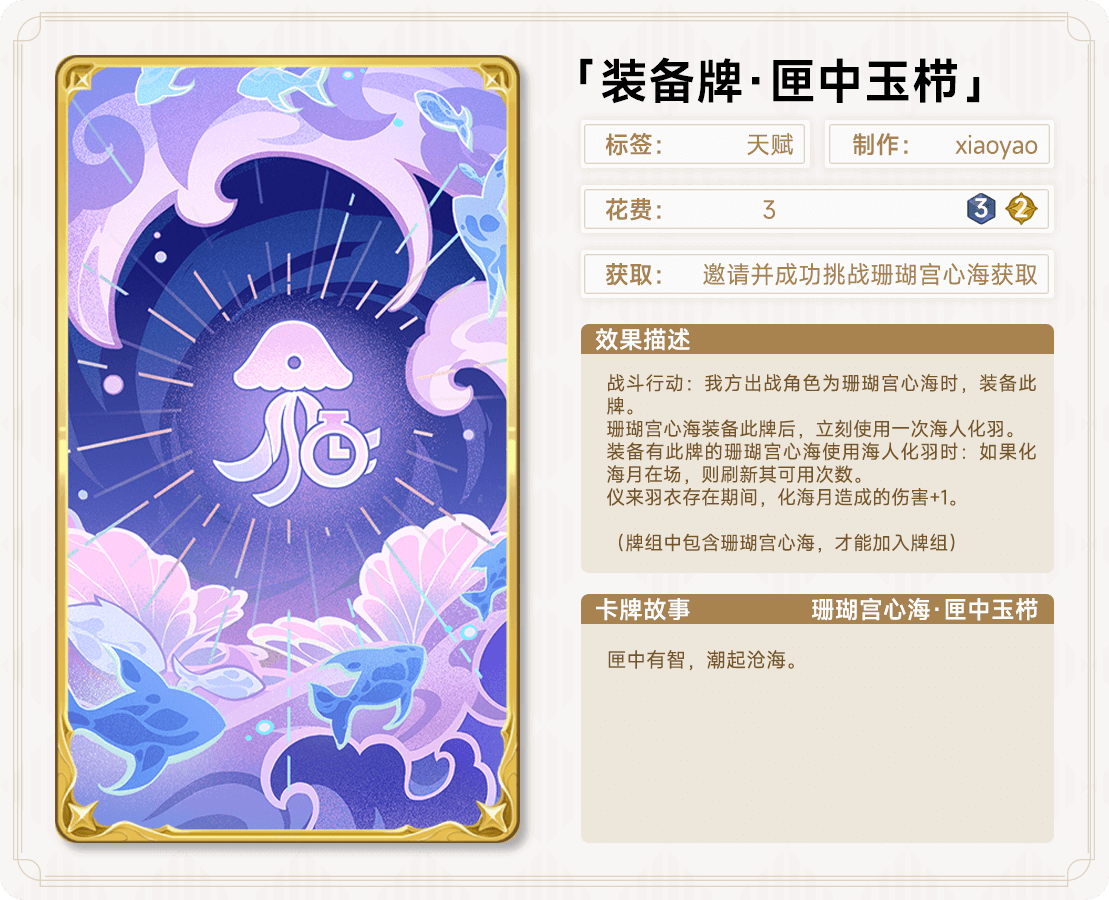 「装备牌·匣中玉栉」
标签： 天赋
制作： xiaoyao
花费： 3 3 2
获取： 邀请并成功挑战珊瑚宫心海获取
效果描述
战斗行动：我方出战角色为珊瑚宫心海时，装备此
牌。
珊瑚宫心海装备此牌后，立刻使用一次海人化羽。
装备有此牌的珊瑚宫心海使用海人化羽时：如果化
海月在场，则刷新其可用次数。
仪来羽衣存在期间，化海月造成的伤害+1。
（牌组中包含珊瑚宫心海，才能加入牌组）
卡牌故事 珊瑚宫心海·匣中玉栉
匣中有智，潮起沧海。